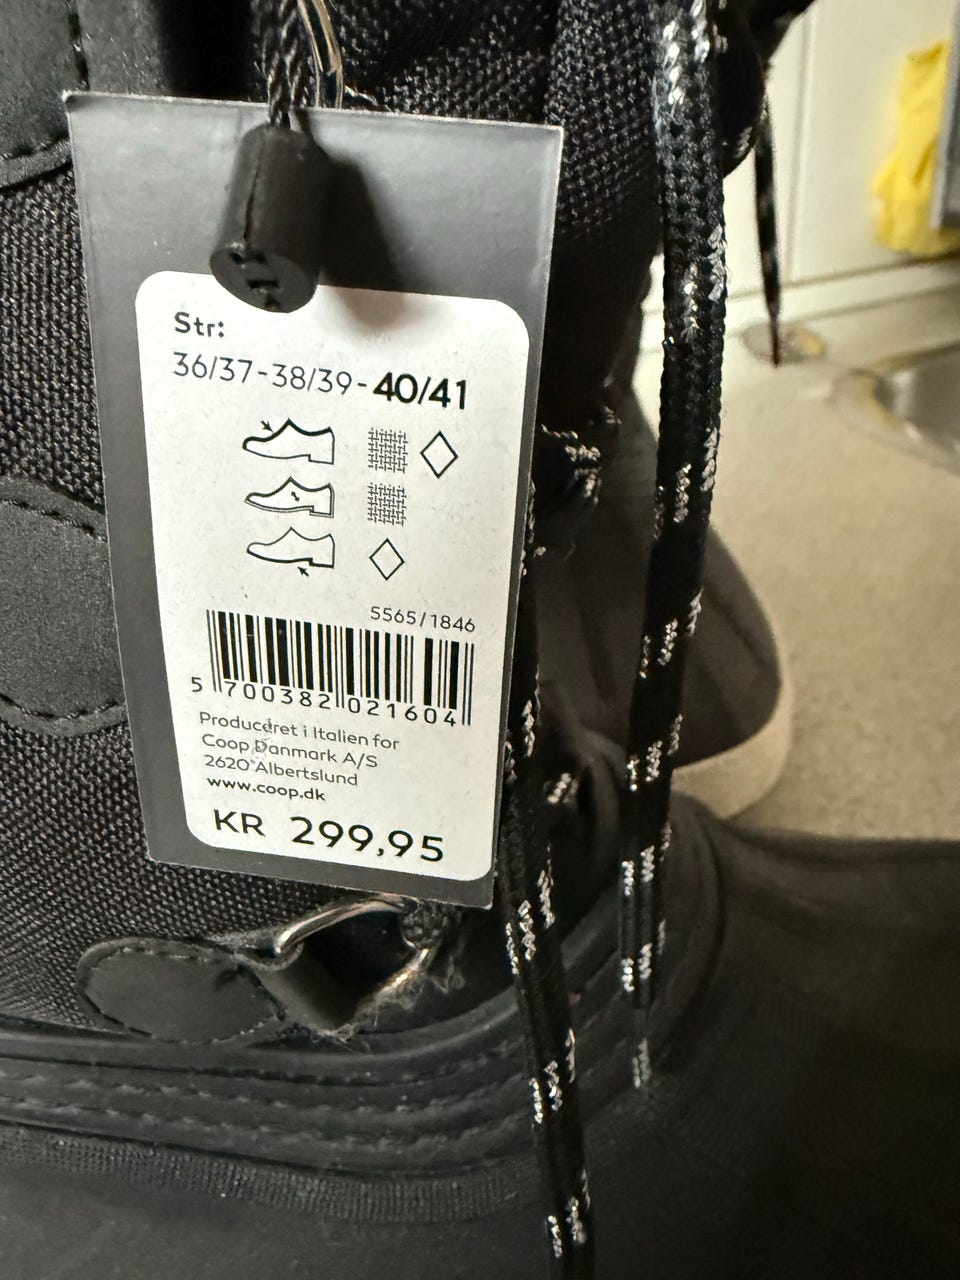 Str:
36/37-38/39-40/41
5565/1846
5 700382 021604
Produceret i Italien for
Coop Danmark A/S
2620 Albertslund
www.coop.dk
KR 299,95